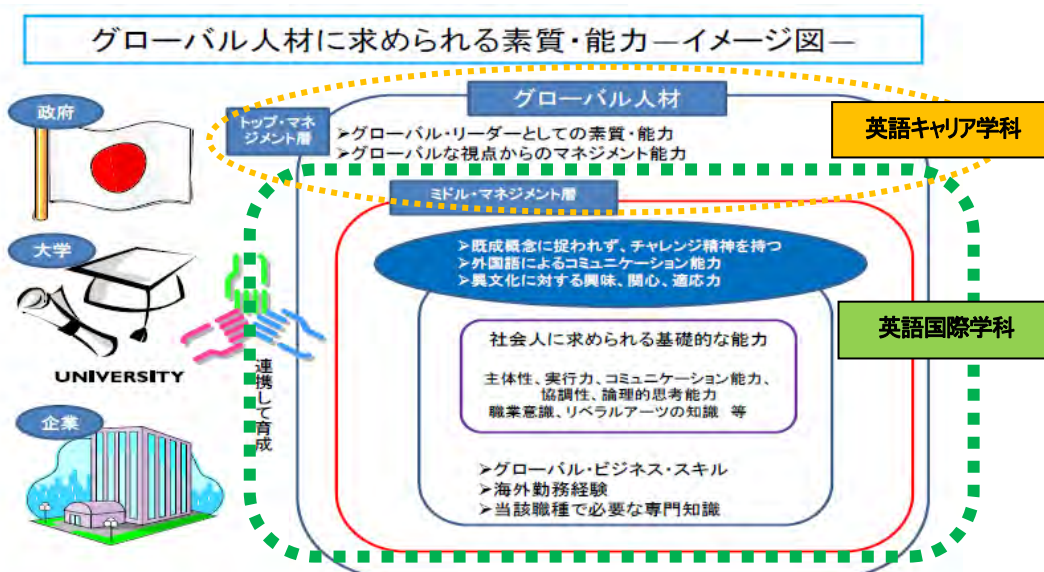 グローバル人材に求められる素質・能力―イメージ図―
政府
大学
UNIVERSITY
企業
連携して育成
グローバル人材
トップ・マネ
ジメント層
➢グローバル・リーダーとしての素質・能力
➢グローバルな視点からのマネジメント能力
英語キャリア学科
ミドル・マネジメント層
➢既成概念に捉われず、チャレンジ精神を持つ
➢外国語によるコミュニケーション能力
➢異文化に対する興味、関心、適応力
英語国際学科
社会人に求められる基礎的な能力
主体性、実行力、コミュニケーション能力、
協調性、論理的思考能力
職業意識、リベラルアーツの知識 等
➢グローバル・ビジネス・スキル
➢海外勤務経験
➢当該職種で必要な専門知識